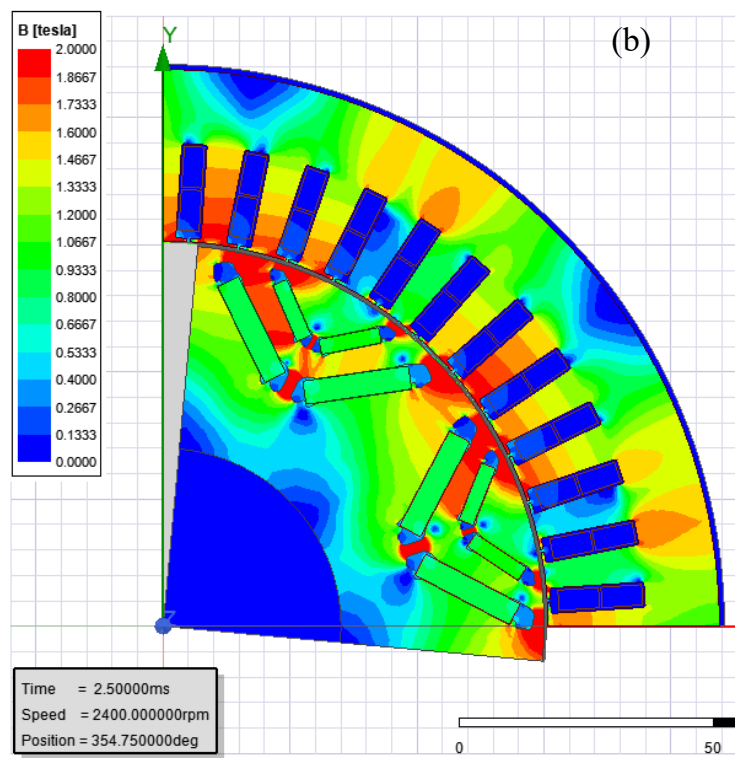 B [tesla]
2.0000
1.8667
1.7333
1.6000
1.4667
1.3333
1.2000
1.0667
0.9333
0.8000
0.6667
0.5333
0.4000
0.2667
0.1333
0.0000
Y
(b)
Z
Time = 2.50000ms
Speed = 2400.000000rpm
Position = 354.750000deg
0 50